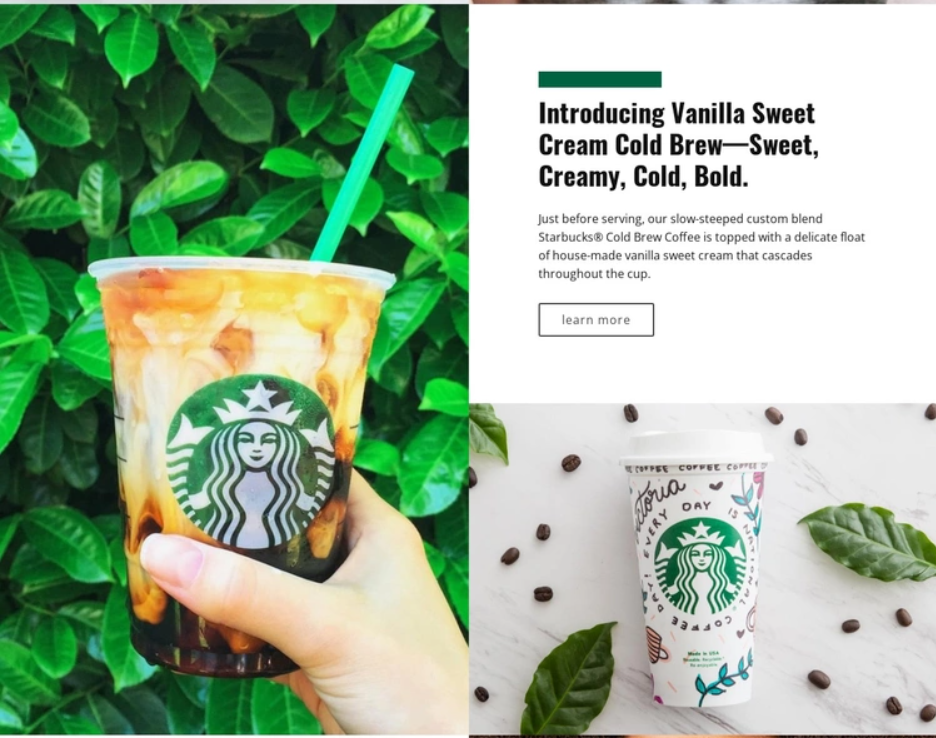 Introducing Vanilla Sweet
Cream Cold Brew—Sweet,
Creamy, Cold, Bold.
Just before serving, our slow-steeped custom blend
Starbucks® Cold Brew Coffee is topped with a delicate float
of house-made vanilla sweet cream that cascades
throughout the cup.
learn more
COFFEE COFFEE COFFEE
EVERY DAY IS NATIONAL COFFEE DAY!
Made in USA